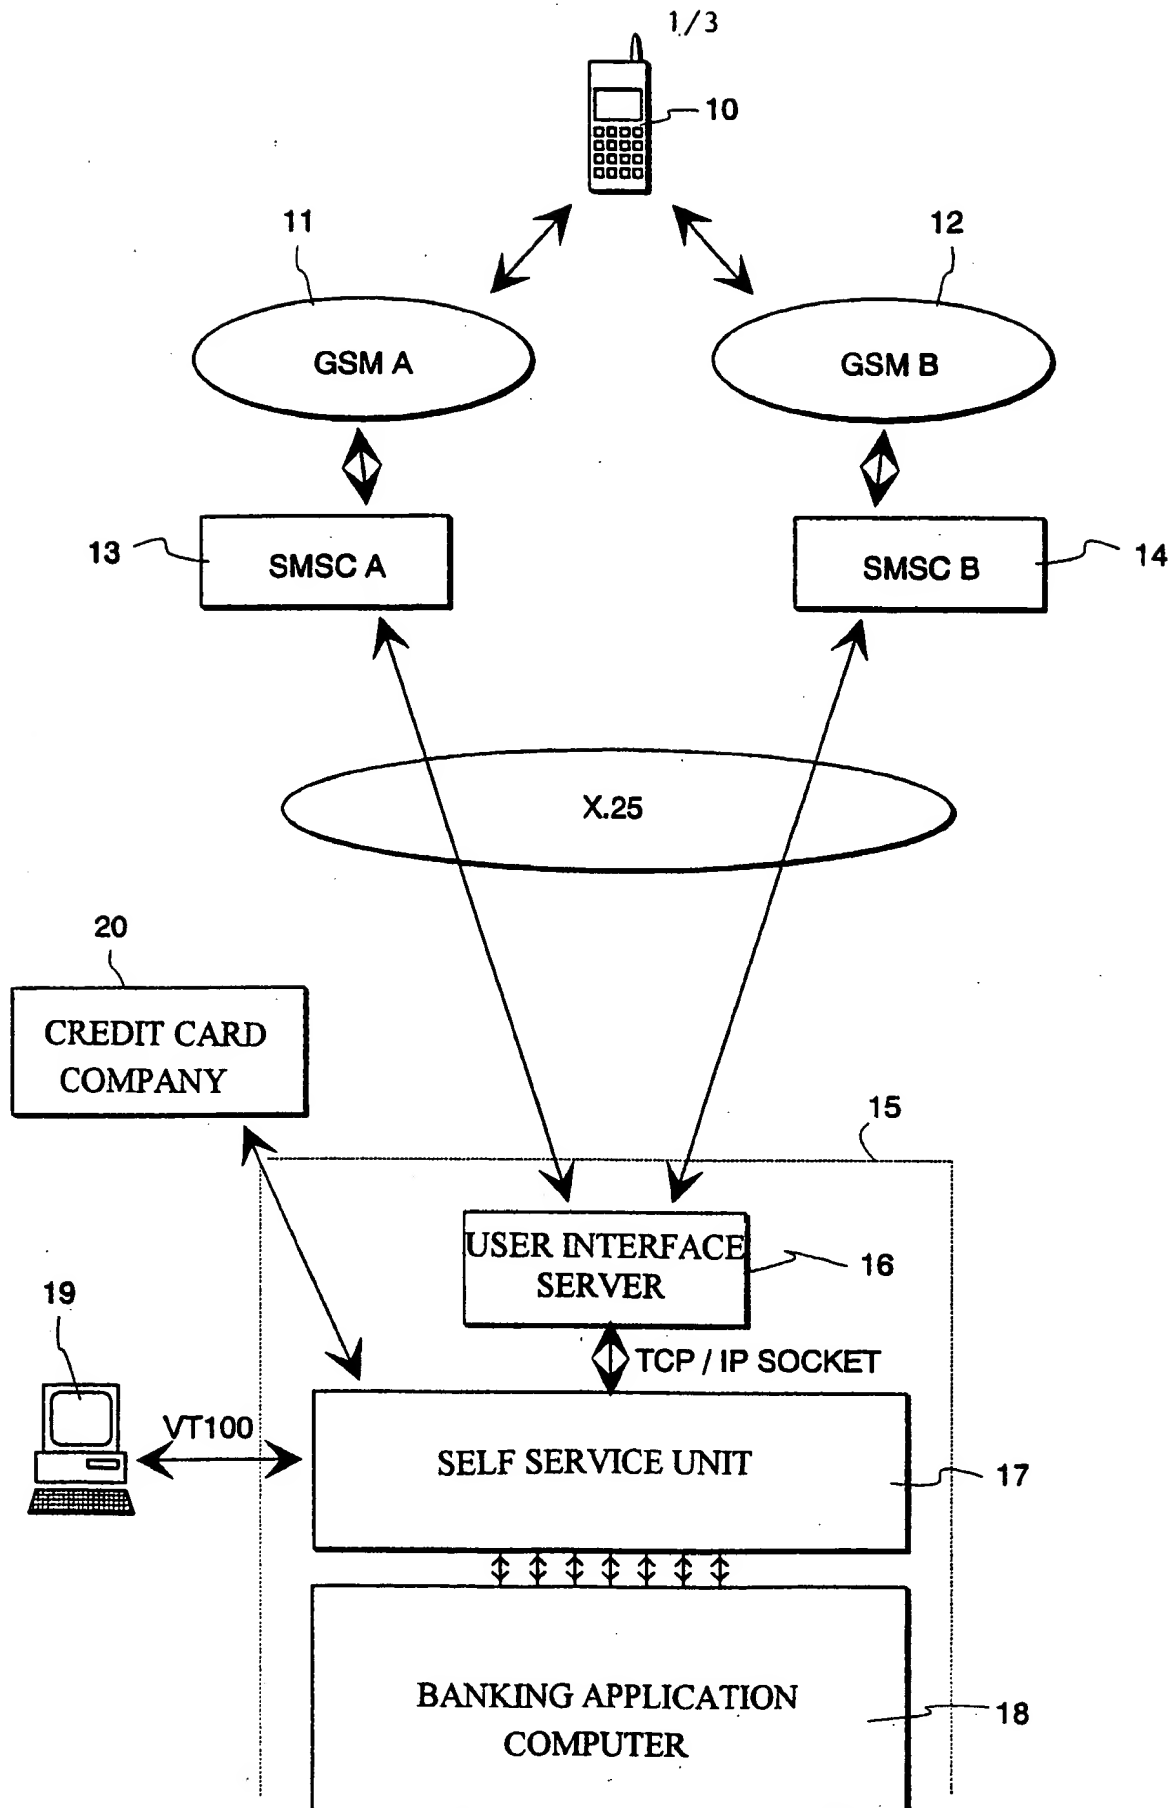 1/3
10
11
12
GSM A
GSM B
13
SMSC A
SMSC B
14
X.25
20
CREDIT CARD
COMPANY
15
USER INTERFACE
SERVER
16
19
TCP / IP SOCKET
VT100
SELF SERVICE UNIT
17
BANKING APPLICATION
COMPUTER
18